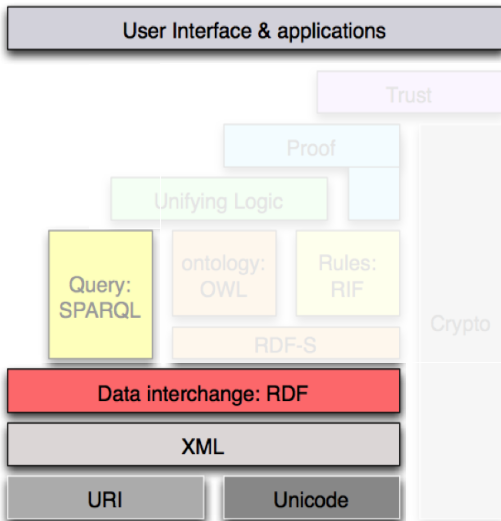 User Interface & applications
Trust
Proof
Unifying Logic
Query:
SPARQL
ontology:
OWL
Rules:
RIF
RDF-S
Crypto
Data interchange: RDF
XML
URI
Unicode